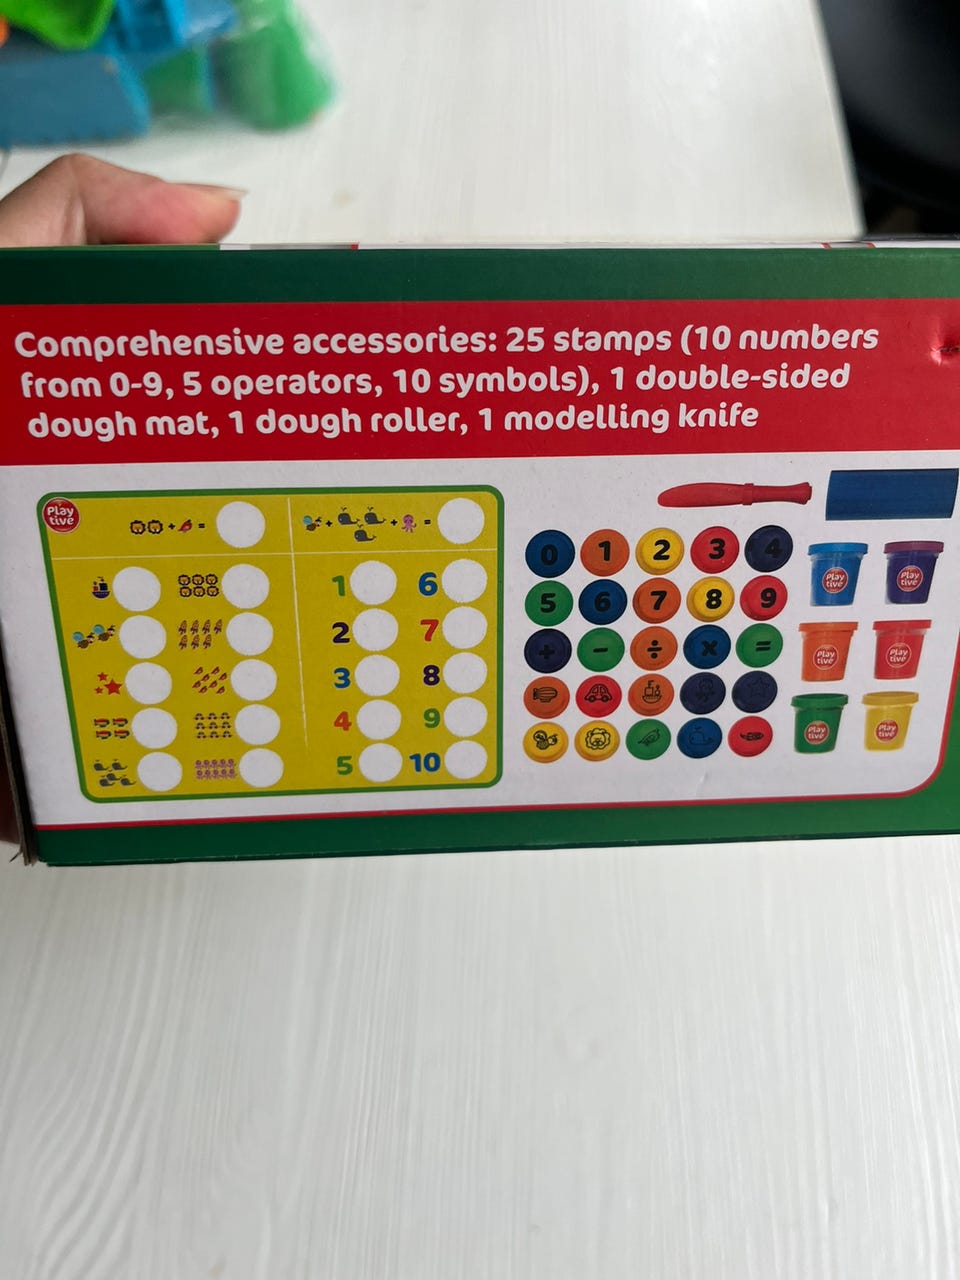 Comprehensive accessories: 25 stamps (10 numbers
from 0-9, 5 operators, 10 symbols), 1 double-sided
dough mat, 1 dough roller, 1 modelling knife
Play
tive
+ =
+ + =
1 6
2 7
3 8
4 9
5 10
0 1 2 3 4
5 6 7 8 9
+ - ÷ × =
Play
tive
Play
tive
Play
tive
Play
tive
Play
tive
Play
tive